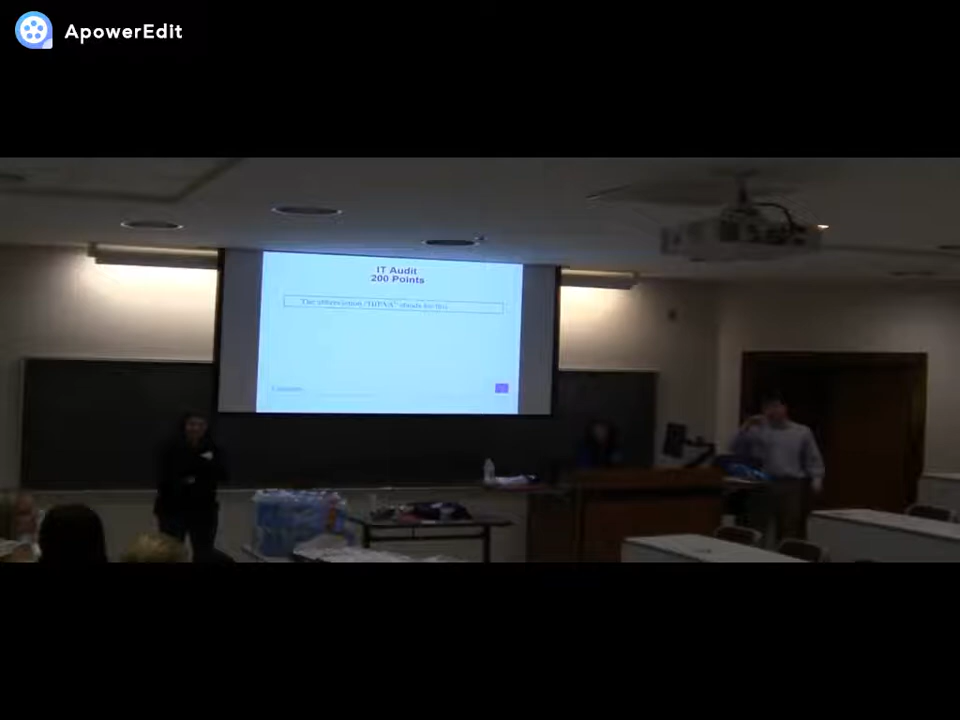 ApowerEdit
IT Audit
200 Points
The abbreviation "HIPAA" stands for this